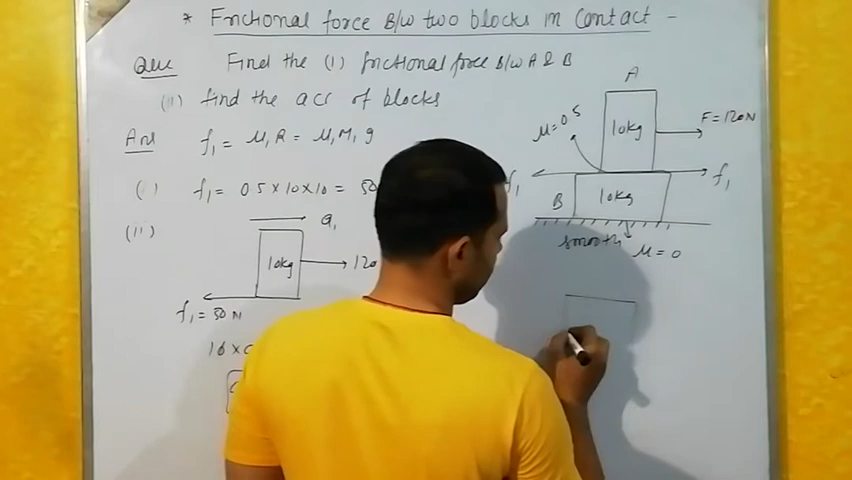 * Frictional force B/w two blocks in Contact -
Que Find the (i) frictional force B/w A & B
(ii) find the acc of blocks
Ans f₁ = μ₁R = μ₁M₁g
(i) f₁ = 0.5 × 10 × 10 = 50
(ii) a₁
10kg
120
f₁ = 50 N
10 ×
A
μ = 0.5
10kg
F = 120N
f₁
f₁
B
10kg
smooth
μ = 0